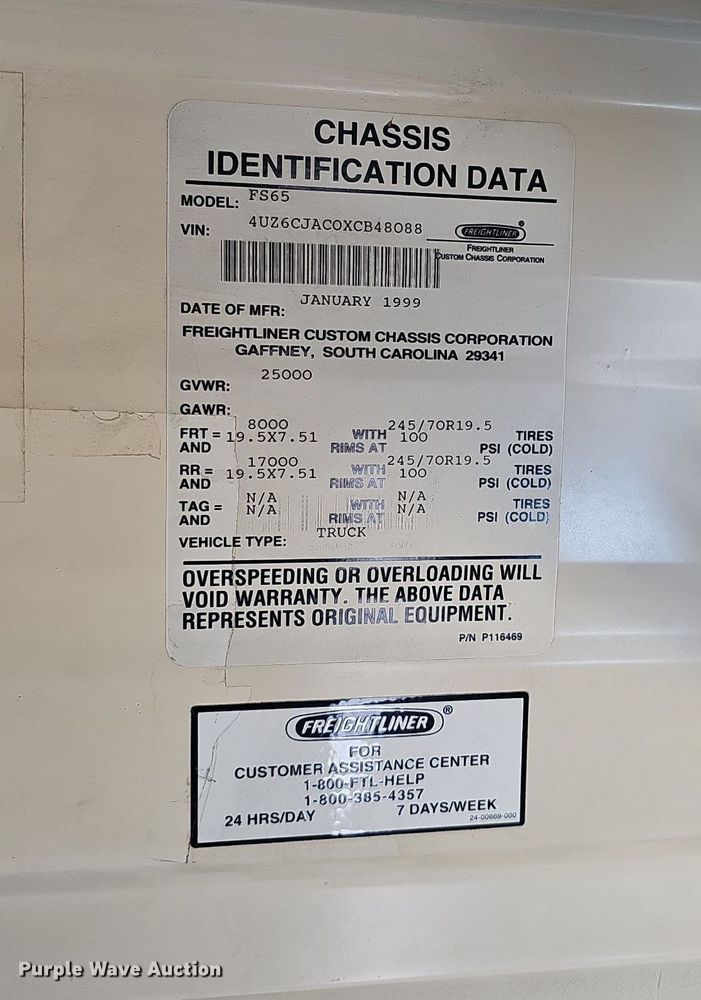 CHASSIS
IDENTIFICATION DATA
MODEL: FS65
VIN: 4UZ6CJAC0XCB48088
FREIGHTLINER ®
FREIGHTLINER
CUSTOM CHASSIS CORPORATION
DATE OF MFR: JANUARY 1999
FREIGHTLINER CUSTOM CHASSIS CORPORATION
GAFFNEY, SOUTH CAROLINA 29341
GVWR: 25000
GAWR:
FRT = 8000 WITH 245/70R19.5 TIRES
AND 19.5X7.51 RIMS AT 100 PSI (COLD)
RR = 17000 WITH 245/70R19.5 TIRES
AND 19.5X7.51 RIMS AT 100 PSI (COLD)
TAG = N/A WITH N/A TIRES
AND N/A RIMS AT N/A PSI (COLD)
VEHICLE TYPE: TRUCK
OVERSPEEDING OR OVERLOADING WILL
VOID WARRANTY. THE ABOVE DATA
REPRESENTS ORIGINAL EQUIPMENT.
P/N P116469
FREIGHTLINER ®
FOR
CUSTOMER ASSISTANCE CENTER
1-800-FTL-HELP
1-800-385-4357
24 HRS/DAY 7 DAYS/WEEK
24-00669-000
Purple Wave Auction